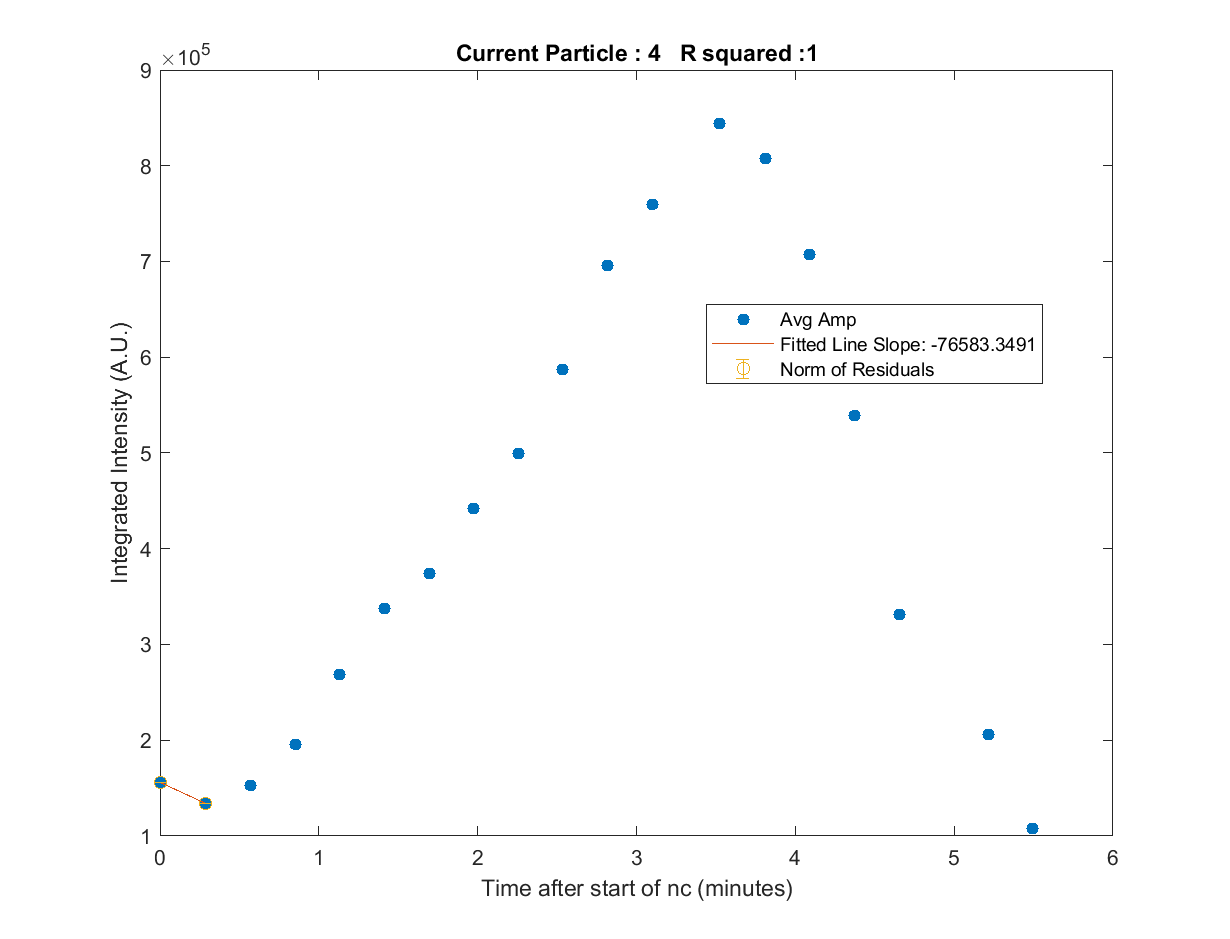 Current Particle : 4 R squared :1
×10^5
9
8
7
6
5
4
3
2
1
Integrated Intensity (A.U.)
Avg Amp
Fitted Line Slope: -76583.3491
Norm of Residuals
0 1 2 3 4 5 6
Time after start of nc (minutes)